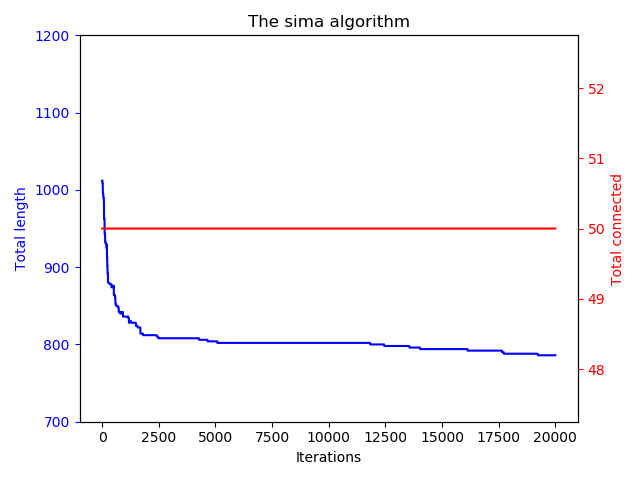 The sima algorithm
1200
1100
1000
900
800
700
Total length
52
51
50
49
48
Total connected
0 2500 5000 7500 10000 12500 15000 17500 20000
Iterations